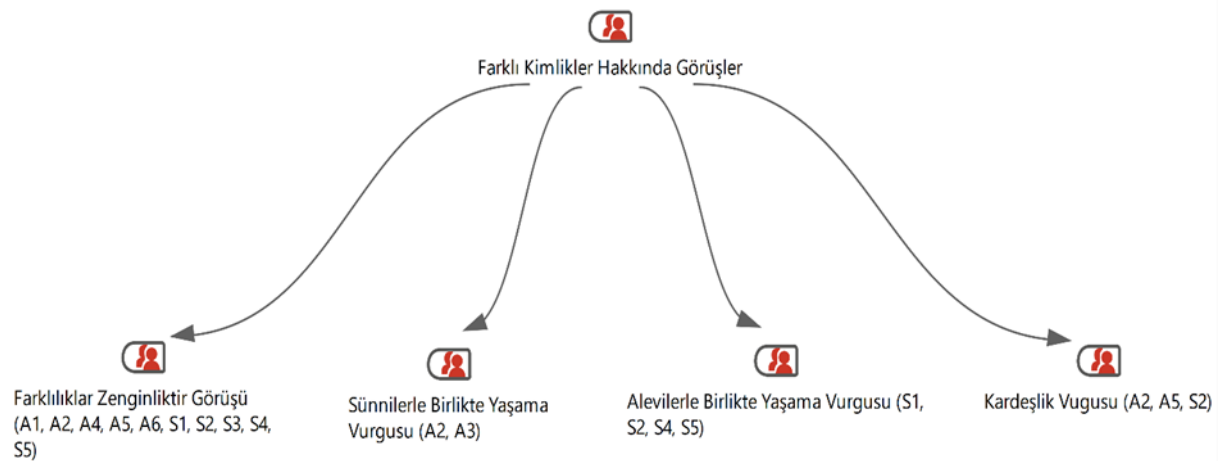 Farklı Kimlikler Hakkında Görüşler
Farklılıklar Zenginliktir Görüşü
(A1, A2, A4, A5, A6, S1, S2, S3, S4,
S5)
Sünnilerle Birlikte Yaşama
Vurgusu (A2, A3)
Alevilerle Birlikte Yaşama Vurgusu (S1,
S2, S4, S5)
Kardeşlik Vugusu (A2, A5, S2)